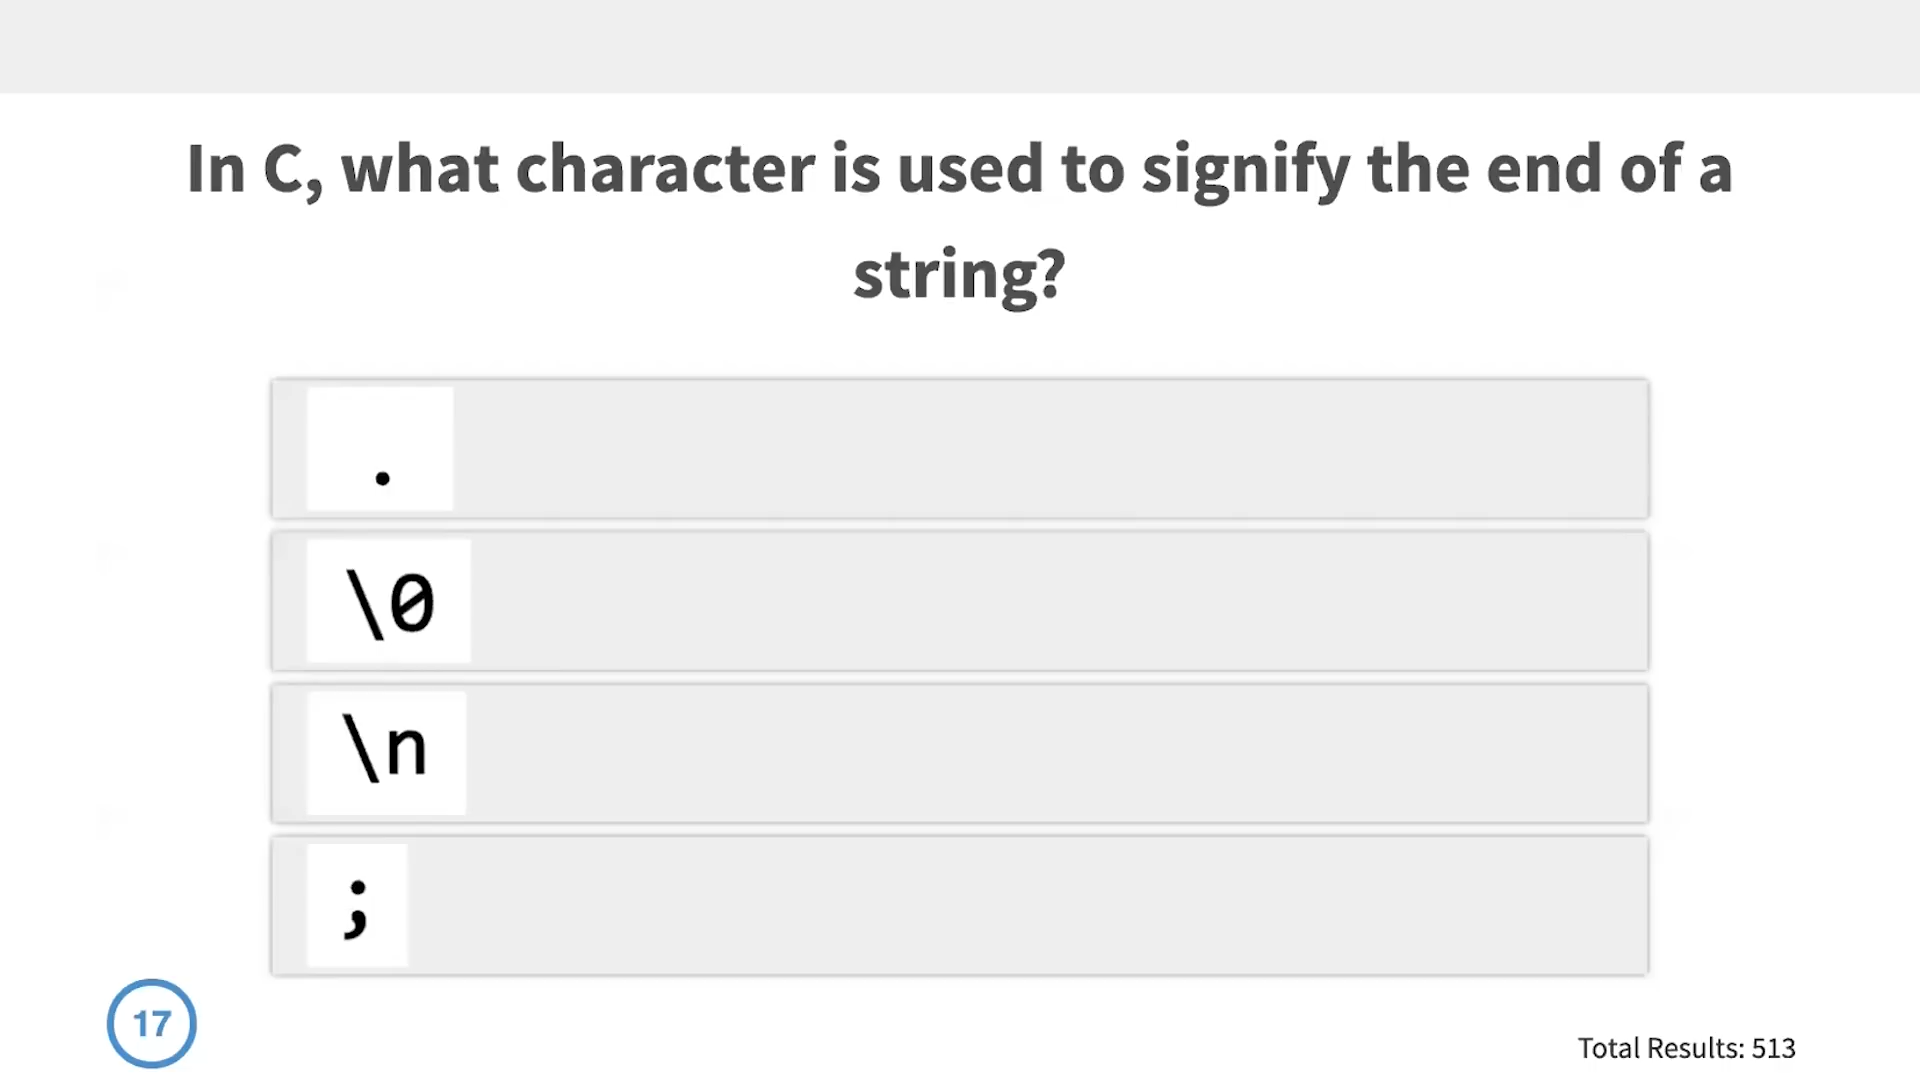 In C, what character is used to signify the end of a
string?
.
\0
\n
;
17
Total Results: 513